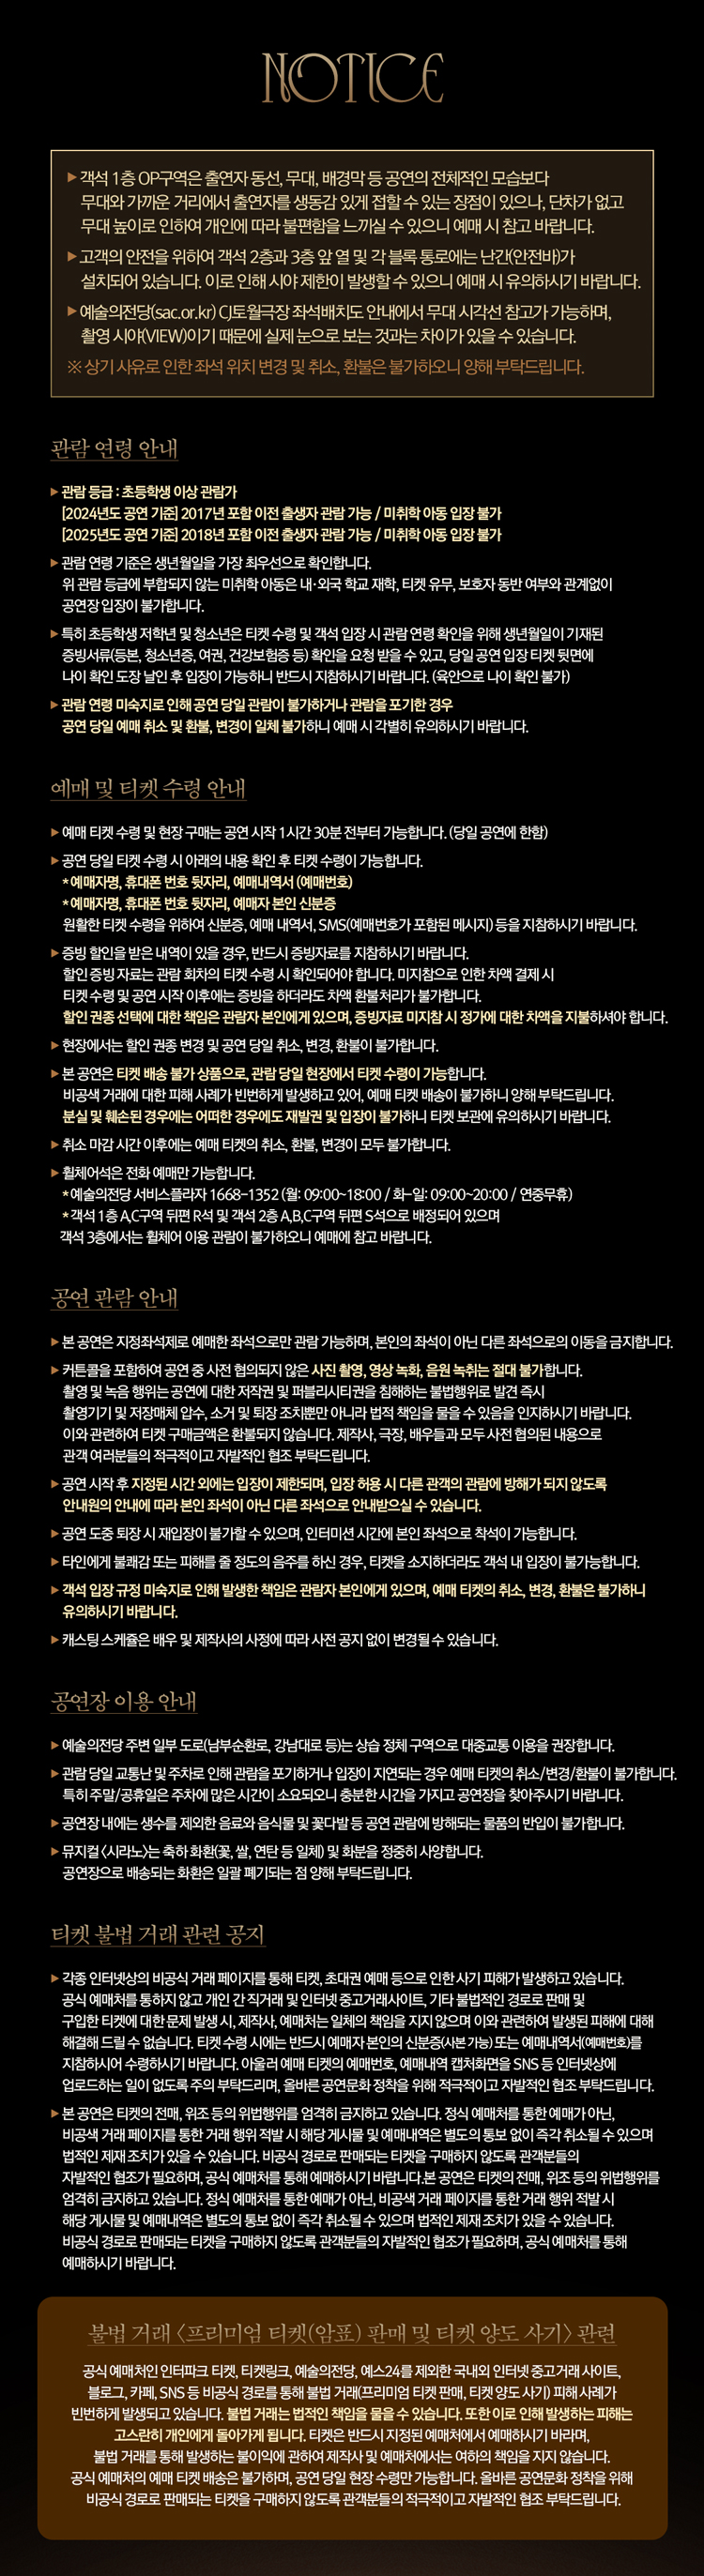 NOTICE
▶ 객석 1층 OP구역은 출연자 동선, 무대, 배경막 등 공연의 전체적인 모습보다
무대와 가까운 거리에서 출연자를 생동감 있게 접할 수 있는 장점이 있으나, 단차가 없고
무대 높이로 인하여 개인에 따라 불편함을 느끼실 수 있으니 예매 시 참고 바랍니다.
▶ 고객의 안전을 위하여 객석 2층과 3층 앞 열 및 각 블록 통로에는 난간(안전바)가
설치되어 있습니다. 이로 인해 시야 제한이 발생할 수 있으니 예매 시 유의하시기 바랍니다.
▶ 예술의전당(sac.or.kr) CJ토월극장 좌석배치도 안내에서 무대 시각선 참고가 가능하며,
촬영 시야(VIEW)이기 때문에 실제 눈으로 보는 것과는 차이가 있을 수 있습니다.
※ 상기 사유로 인한 좌석 위치 변경 및 취소, 환불은 불가하오니 양해 부탁드립니다.
관람 연령 안내
▶ 관람 등급 : 초등학생 이상 관람가
[2024년도 공연 기준] 2017년 포함 이전 출생자 관람 가능 / 미취학 아동 입장 불가
[2025년도 공연 기준] 2018년 포함 이전 출생자 관람 가능 / 미취학 아동 입장 불가
▶ 관람 연령 기준은 생년월일을 가장 최우선으로 확인합니다.
위 관람 등급에 부합되지 않는 미취학 아동은 내·외국 학교 재학, 티켓 유무, 보호자 동반 여부와 관계없이
공연장 입장이 불가합니다.
▶ 특히 초등학생 저학년 및 청소년은 티켓 수령 및 객석 입장 시 관람 연령 확인을 위해 생년월일이 기재된
증빙서류(등본, 청소년증, 여권, 건강보험증 등) 확인을 요청 받을 수 있고, 당일 공연 입장 티켓 뒷면에
나이 확인 도장 날인 후 입장이 가능하니 반드시 지참하시기 바랍니다. (육안으로 나이 확인 불가)
▶ 관람 연령 미숙지로 인해 공연 당일 관람이 불가하거나 관람을 포기한 경우
공연 당일 예매 취소 및 환불, 변경이 일체 불가하니 예매 시 각별히 유의하시기 바랍니다.
예매 및 티켓 수령 안내
▶ 예매 티켓 수령 및 현장 구매는 공연 시작 1시간 30분 전부터 가능합니다. (당일 공연에 한함)
▶ 공연 당일 티켓 수령 시 아래의 내용 확인 후 티켓 수령이 가능합니다.
*예매자명, 휴대폰 번호 뒷자리, 예매내역서 (예매번호)
*예매자명, 휴대폰 번호 뒷자리, 예매자 본인 신분증
원활한 티켓 수령을 위하여 신분증, 예매 내역서, SMS(예매번호가 포함된 메시지) 등을 지참하시기 바랍니다.
▶ 증빙 할인을 받은 내역이 있을 경우, 반드시 증빙자료를 지참하시기 바랍니다.
할인 증빙 자료는 관람 회차의 티켓 수령 시 확인되어야 합니다. 미지참으로 인한 차액 결제 시
티켓 수령 및 공연 시작 이후에는 증빙을 하더라도 차액 환불처리가 불가합니다.
할인 권종 선택에 대한 책임은 관람자 본인에게 있으며, 증빙자료 미지참 시 정가에 대한 차액을 지불하셔야 합니다.
▶ 현장에서는 할인 권종 변경 및 공연 당일 취소, 변경, 환불이 불가합니다.
▶ 본 공연은 티켓 배송 불가 상품으로, 관람 당일 현장에서 티켓 수령이 가능합니다.
비공색 거래에 대한 피해 사례가 빈번하게 발생하고 있어, 예매 티켓 배송이 불가하니 양해 부탁드립니다.
분실 및 훼손된 경우에는 어떠한 경우에도 재발권 및 입장이 불가하니 티켓 보관에 유의하시기 바랍니다.
▶ 취소 마감 시간 이후에는 예매 티켓의 취소, 환불, 변경이 모두 불가합니다.
▶ 휠체어석은 전화 예매만 가능합니다.
*예술의전당 서비스플라자 1668-1352 (월: 09:00~18:00 / 화-일: 09:00~20:00 / 연중무휴)
*객석 1층 A,C구역 뒤편 R석 및 객석 2층 A,B,C구역 뒤편 S석으로 배정되어 있으며
객석 3층에서는 휠체어 이용 관람이 불가하오니 예매에 참고 바랍니다.
공연 관람 안내
▶ 본 공연은 지정좌석제로 예매한 좌석으로만 관람 가능하며, 본인의 좌석이 아닌 다른 좌석으로의 이동을 금지합니다.
▶ 커튼콜을 포함하여 공연 중 사전 협의되지 않은 사진 촬영, 영상 녹화, 음원 녹취는 절대 불가합니다.
촬영 및 녹음 행위는 공연에 대한 저작권 및 퍼블리시티권을 침해하는 불법행위로 발견 즉시
촬영기기 및 저장매체 압수, 소거 및 퇴장 조치뿐만 아니라 법적 책임을 물을 수 있음을 인지하시기 바랍니다.
이와 관련하여 티켓 구매금액은 환불되지 않습니다. 제작사, 극장, 배우들과 모두 사전 협의된 내용으로
관객 여러분들의 적극적이고 자발적인 협조 부탁드립니다.
▶ 공연 시작 후 지정된 시간 외에는 입장이 제한되며, 입장 허용 시 다른 관객의 관람에 방해가 되지 않도록
안내원의 안내에 따라 본인 좌석이 아닌 다른 좌석으로 안내받으실 수 있습니다.
▶ 공연 도중 퇴장 시 재입장이 불가할 수 있으며, 인터미션 시간에 본인 좌석으로 착석이 가능합니다.
▶ 타인에게 불쾌감 또는 피해를 줄 정도의 음주를 하신 경우, 티켓을 소지하더라도 객석 내 입장이 불가능합니다.
▶ 객석 입장 규정 미숙지로 인해 발생한 책임은 관람자 본인에게 있으며, 예매 티켓의 취소, 변경, 환불은 불가하니
유의하시기 바랍니다.
▶ 캐스팅 스케쥴은 배우 및 제작사의 사정에 따라 사전 공지 없이 변경될 수 있습니다.
공연장 이용 안내
▶ 예술의전당 주변 일부 도로(남부순환로, 강남대로 등)는 상습 정체 구역으로 대중교통 이용을 권장합니다.
▶ 관람 당일 교통난 및 주차로 인해 관람을 포기하거나 입장이 지연되는 경우 예매 티켓의 취소/변경/환불이 불가합니다.
특히 주말/공휴일은 주차에 많은 시간이 소요되오니 충분한 시간을 가지고 공연장을 찾아주시기 바랍니다.
▶ 공연장 내에는 생수를 제외한 음료와 음식물 및 꽃다발 등 공연 관람에 방해되는 물품의 반입이 불가합니다.
▶ 뮤지컬 〈시라노〉는 축하 화환(꽃, 쌀, 연탄 등 일체) 및 화분을 정중히 사양합니다.
공연장으로 배송되는 화환은 일괄 폐기되는 점 양해 부탁드립니다.
티켓 불법 거래 관련 공지
▶ 각종 인터넷상의 비공식 거래 페이지를 통해 티켓, 초대권 예매 등으로 인한 사기 피해가 발생하고 있습니다.
공식 예매처를 통하지 않고 개인 간 직거래 및 인터넷 중고거래사이트, 기타 불법적인 경로로 판매 및
구입한 티켓에 대한 문제 발생 시, 제작사, 예매처는 일체의 책임을 지지 않으며 이와 관련하여 발생된 피해에 대해
해결해 드릴 수 없습니다. 티켓 수령 시에는 반드시 예매자 본인의 신분증(사본 가능) 또는 예매내역서(예매번호)를
지참하시어 수령하시기 바랍니다. 아울러 예매 티켓의 예매번호, 예매내역 캡처화면을 SNS 등 인터넷상에
업로드하는 일이 없도록 주의 부탁드리며, 올바른 공연문화 정착을 위해 적극적이고 자발적인 협조 부탁드립니다.
▶ 본 공연은 티켓의 전매, 위조 등의 위법행위를 엄격히 금지하고 있습니다. 정식 예매처를 통한 예매가 아닌,
비공색 거래 페이지를 통한 거래 행위 적발 시 해당 게시물 및 예매내역은 별도의 통보 없이 즉각 취소될 수 있으며
법적인 제재 조치가 있을 수 있습니다. 비공식 경로로 판매되는 티켓을 구매하지 않도록 관객분들의
자발적인 협조가 필요하며, 공식 예매처를 통해 예매하시기 바랍니다.본 공연은 티켓의 전매, 위조 등의 위법행위를
엄격히 금지하고 있습니다. 정식 예매처를 통한 예매가 아닌, 비공색 거래 페이지를 통한 거래 행위 적발 시
해당 게시물 및 예매내역은 별도의 통보 없이 즉각 취소될 수 있으며 법적인 제재 조치가 있을 수 있습니다.
비공식 경로로 판매되는 티켓을 구매하지 않도록 관객분들의 자발적인 협조가 필요하며, 공식 예매처를 통해
예매하시기 바랍니다.
불법 거래 〈프리미엄 티켓(암표) 판매 및 티켓 양도 사기〉 관련
공식 예매처인 인터파크 티켓, 티켓링크, 예술의전당, 예스24를 제외한 국내외 인터넷 중고거래 사이트,
블로그, 카페, SNS 등 비공식 경로를 통해 불법 거래(프리미엄 티켓 판매, 티켓 양도 사기) 피해 사례가
빈번하게 발생되고 있습니다. 불법 거래는 법적인 책임을 물을 수 있습니다. 또한 이로 인해 발생하는 피해는
고스란히 개인에게 돌아가게 됩니다. 티켓은 반드시 지정된 예매처에서 예매하시기 바라며,
불법 거래를 통해 발생하는 불이익에 관하여 제작사 및 예매처에서는 여하의 책임을 지지 않습니다.
공식 예매처의 예매 티켓 배송은 불가하며, 공연 당일 현장 수령만 가능합니다. 올바른 공연문화 정착을 위해
비공식 경로로 판매되는 티켓을 구매하지 않도록 관객분들의 적극적이고 자발적인 협조 부탁드립니다.